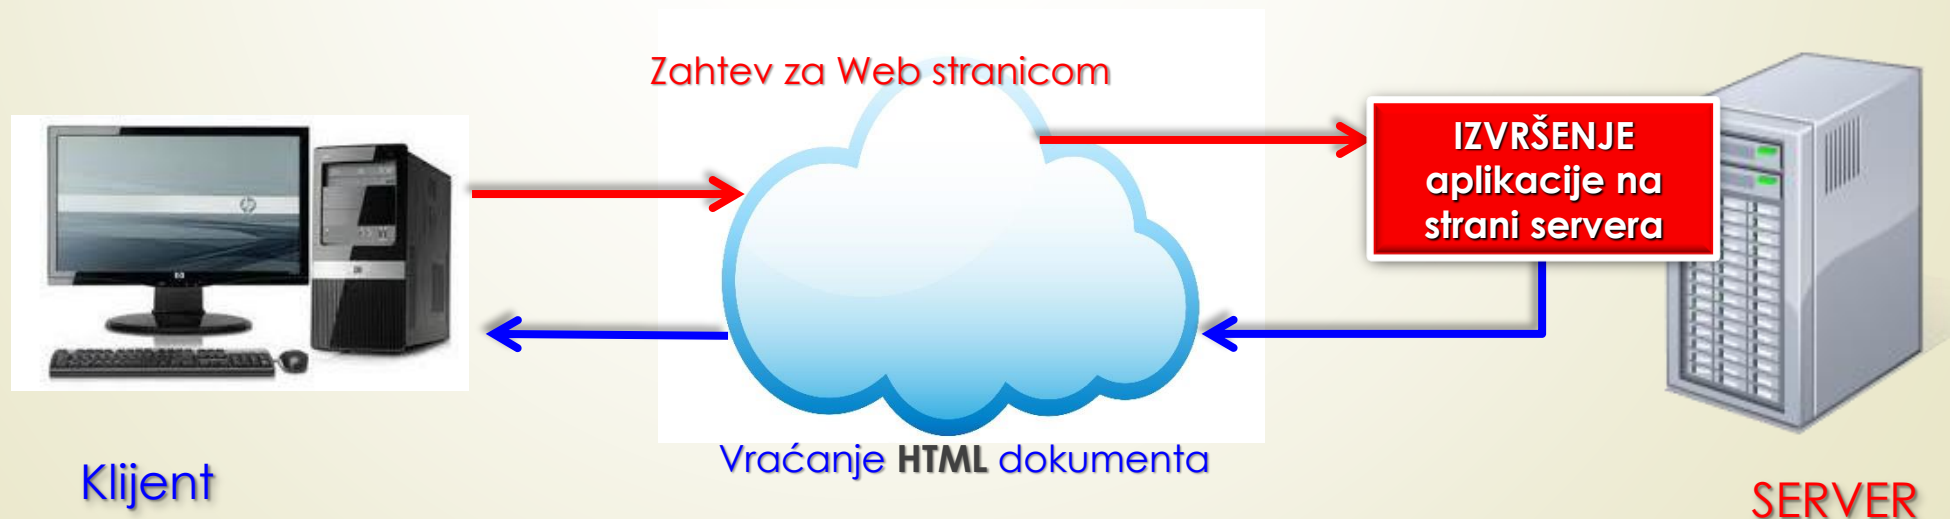 Zahtev za Web stranicom
IZVRŠENJE
aplikacije na
strani servera
Vraćanje HTML dokumenta
Klijent
SERVER